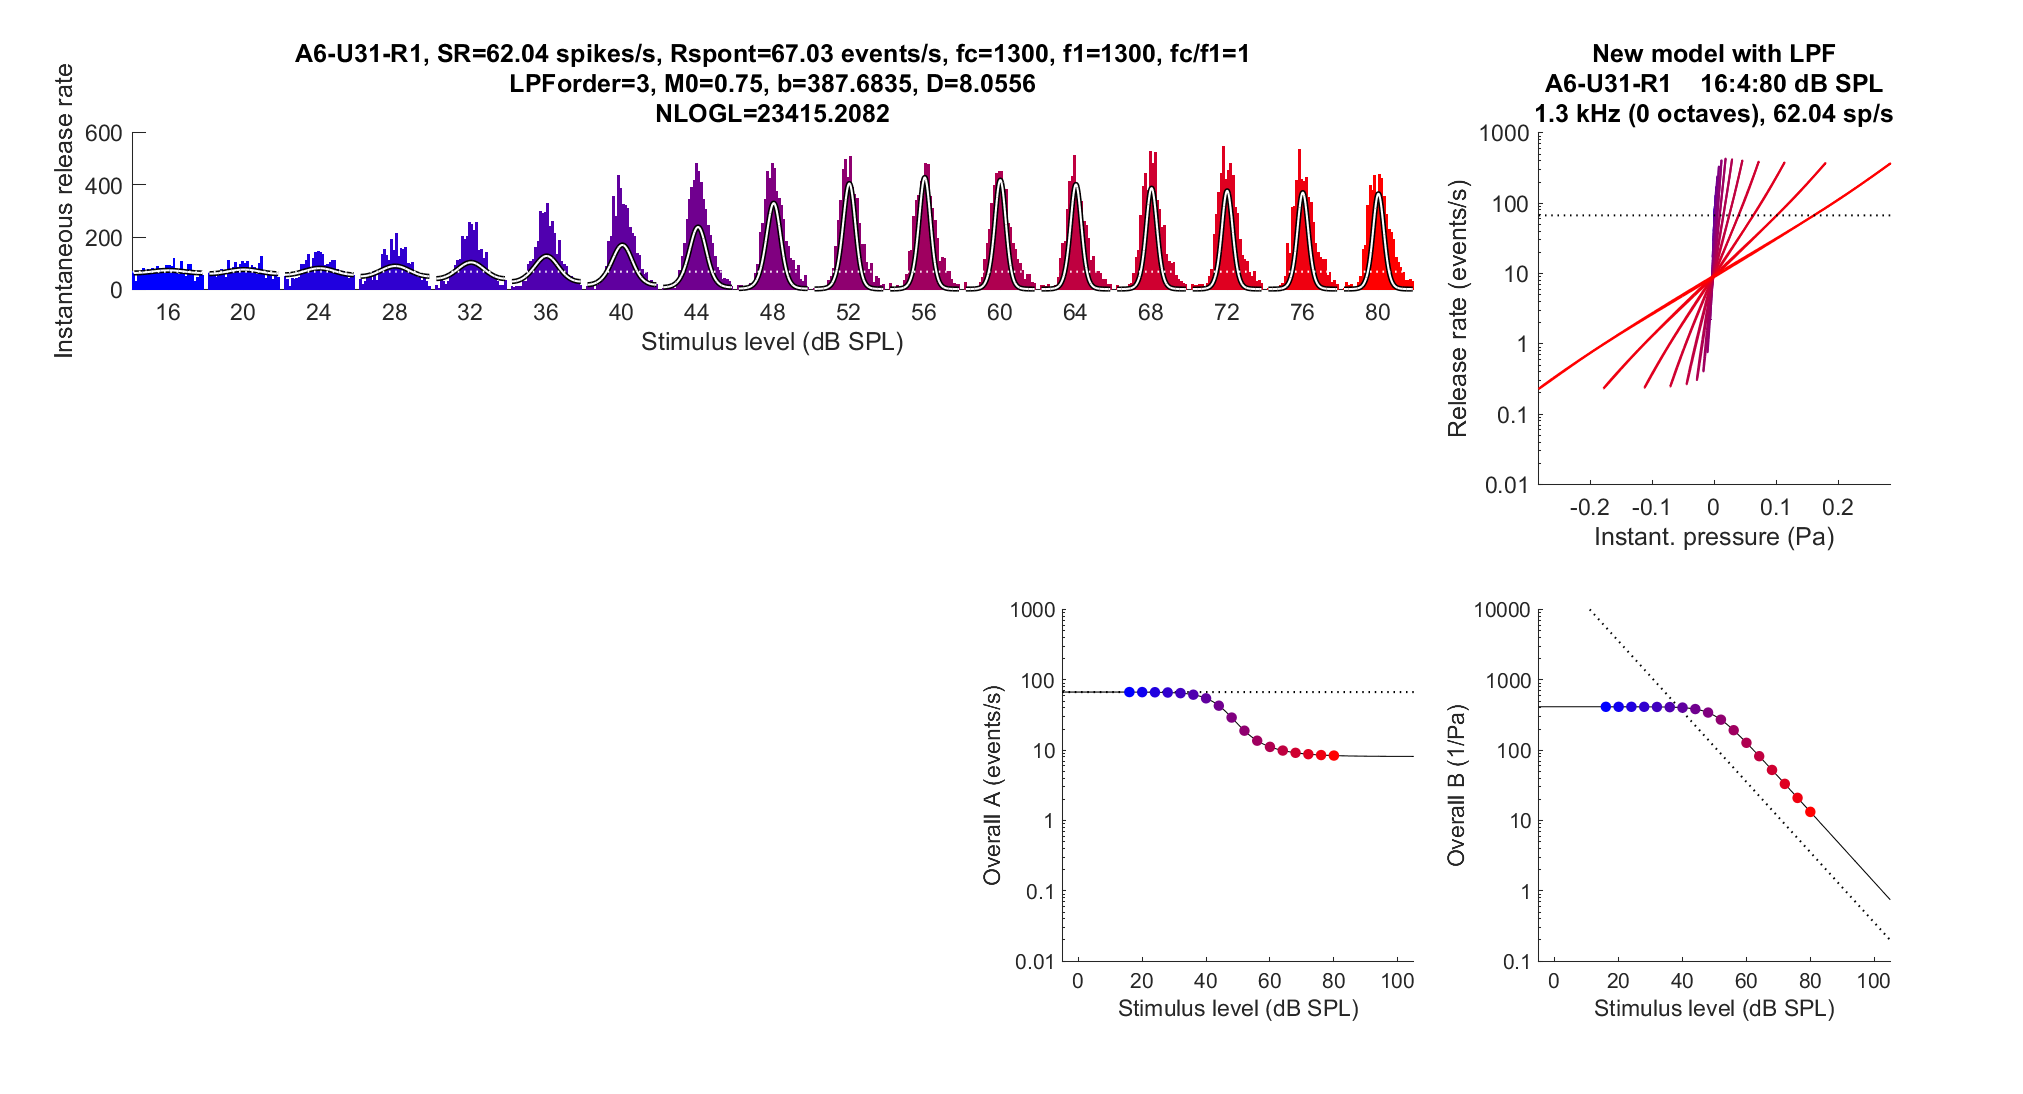 A6-U31-R1, SR=62.04 spikes/s, Rspont=67.03 events/s, fc=1300, f1=1300, fc/f1=1
LPForder=3, M0=0.75, b=387.6835, D=8.0556
NLOGL=23415.2082
Instantaneous release rate
600
400
200
0
16 20 24 28 32 36 40 44 48 52 56 60 64 68 72 76 80
Stimulus level (dB SPL)
New model with LPF
A6-U31-R1 16:4:80 dB SPL
1.3 kHz (0 octaves), 62.04 sp/s
Release rate (events/s)
1000
100
10
1
0.1
0.01
-0.2 -0.1 0 0.1 0.2
Instant. pressure (Pa)
Overall A (events/s)
1000
100
10
1
0.1
0.01
0 20 40 60 80 100
Stimulus level (dB SPL)
Overall B (1/Pa)
10000
1000
100
10
1
0.1
0 20 40 60 80 100
Stimulus level (dB SPL)